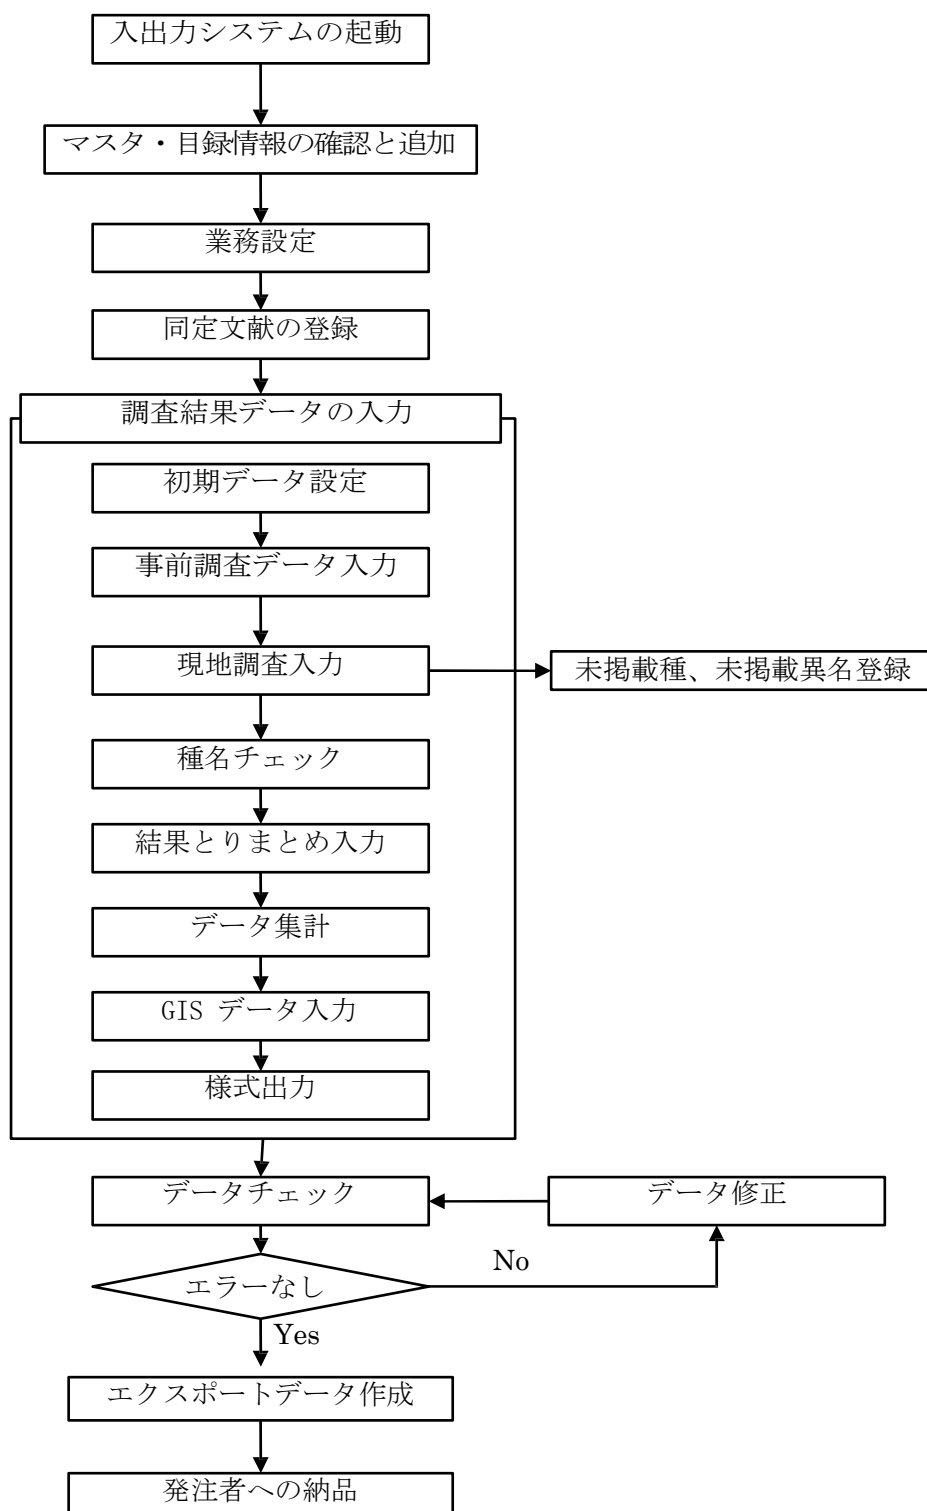 入出力システムの起動
マスタ・目録情報の確認と追加
業務設定
同定文献の登録
調査結果データの入力
初期データ設定
事前調査データ入力
現地調査入力
未掲載種、未掲載異名登録
種名チェック
結果とりまとめ入力
データ集計
GIS データ入力
様式出力
データチェック
データ修正
エラーなし
No
Yes
エクスポートデータ作成
発注者への納品